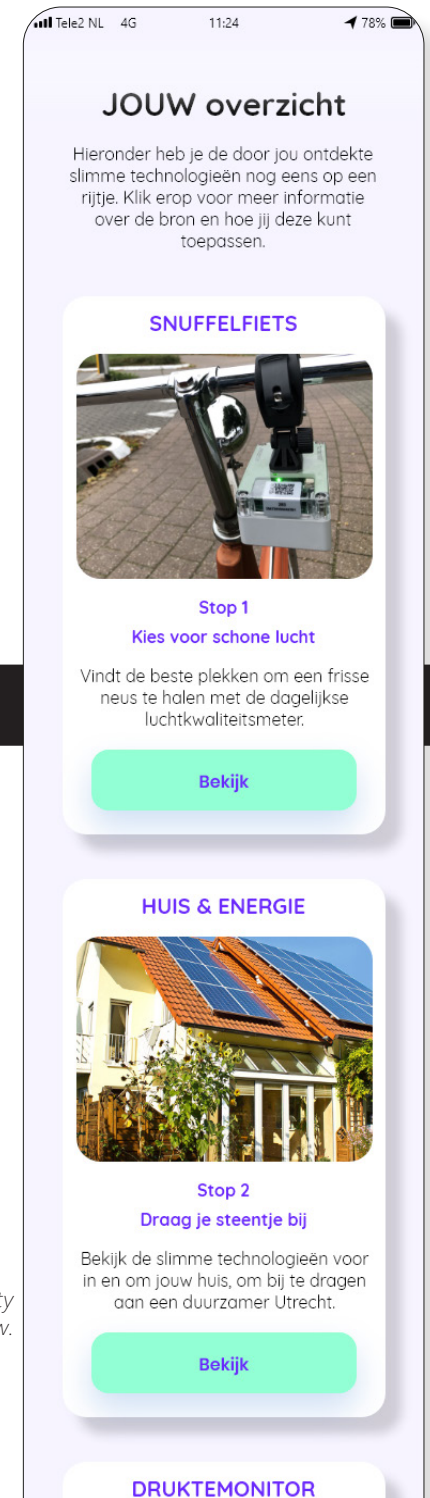 Tele2 NL 4G 11:24 78%
JOUW overzicht
Hieronder heb je de door jou ontdekte
slimme technologieën nog eens op een
rijtje. Klik erop voor meer informatie
over de bron en hoe jij deze kunt
toepassen.
SNUFFELFIETS
Stop 1
Kies voor schone lucht
Vindt de beste plekken om een frisse
neus te halen met de dagelijkse
luchtkwaliteitsmeter.
Bekijk
HUIS & ENERGIE
Stop 2
Draag je steentje bij
Bekijk de slimme technologieën voor
in en om jouw huis, om bij te dragen
aan een duurzamer Utrecht.
Bekijk
DRUKTEMONITOR